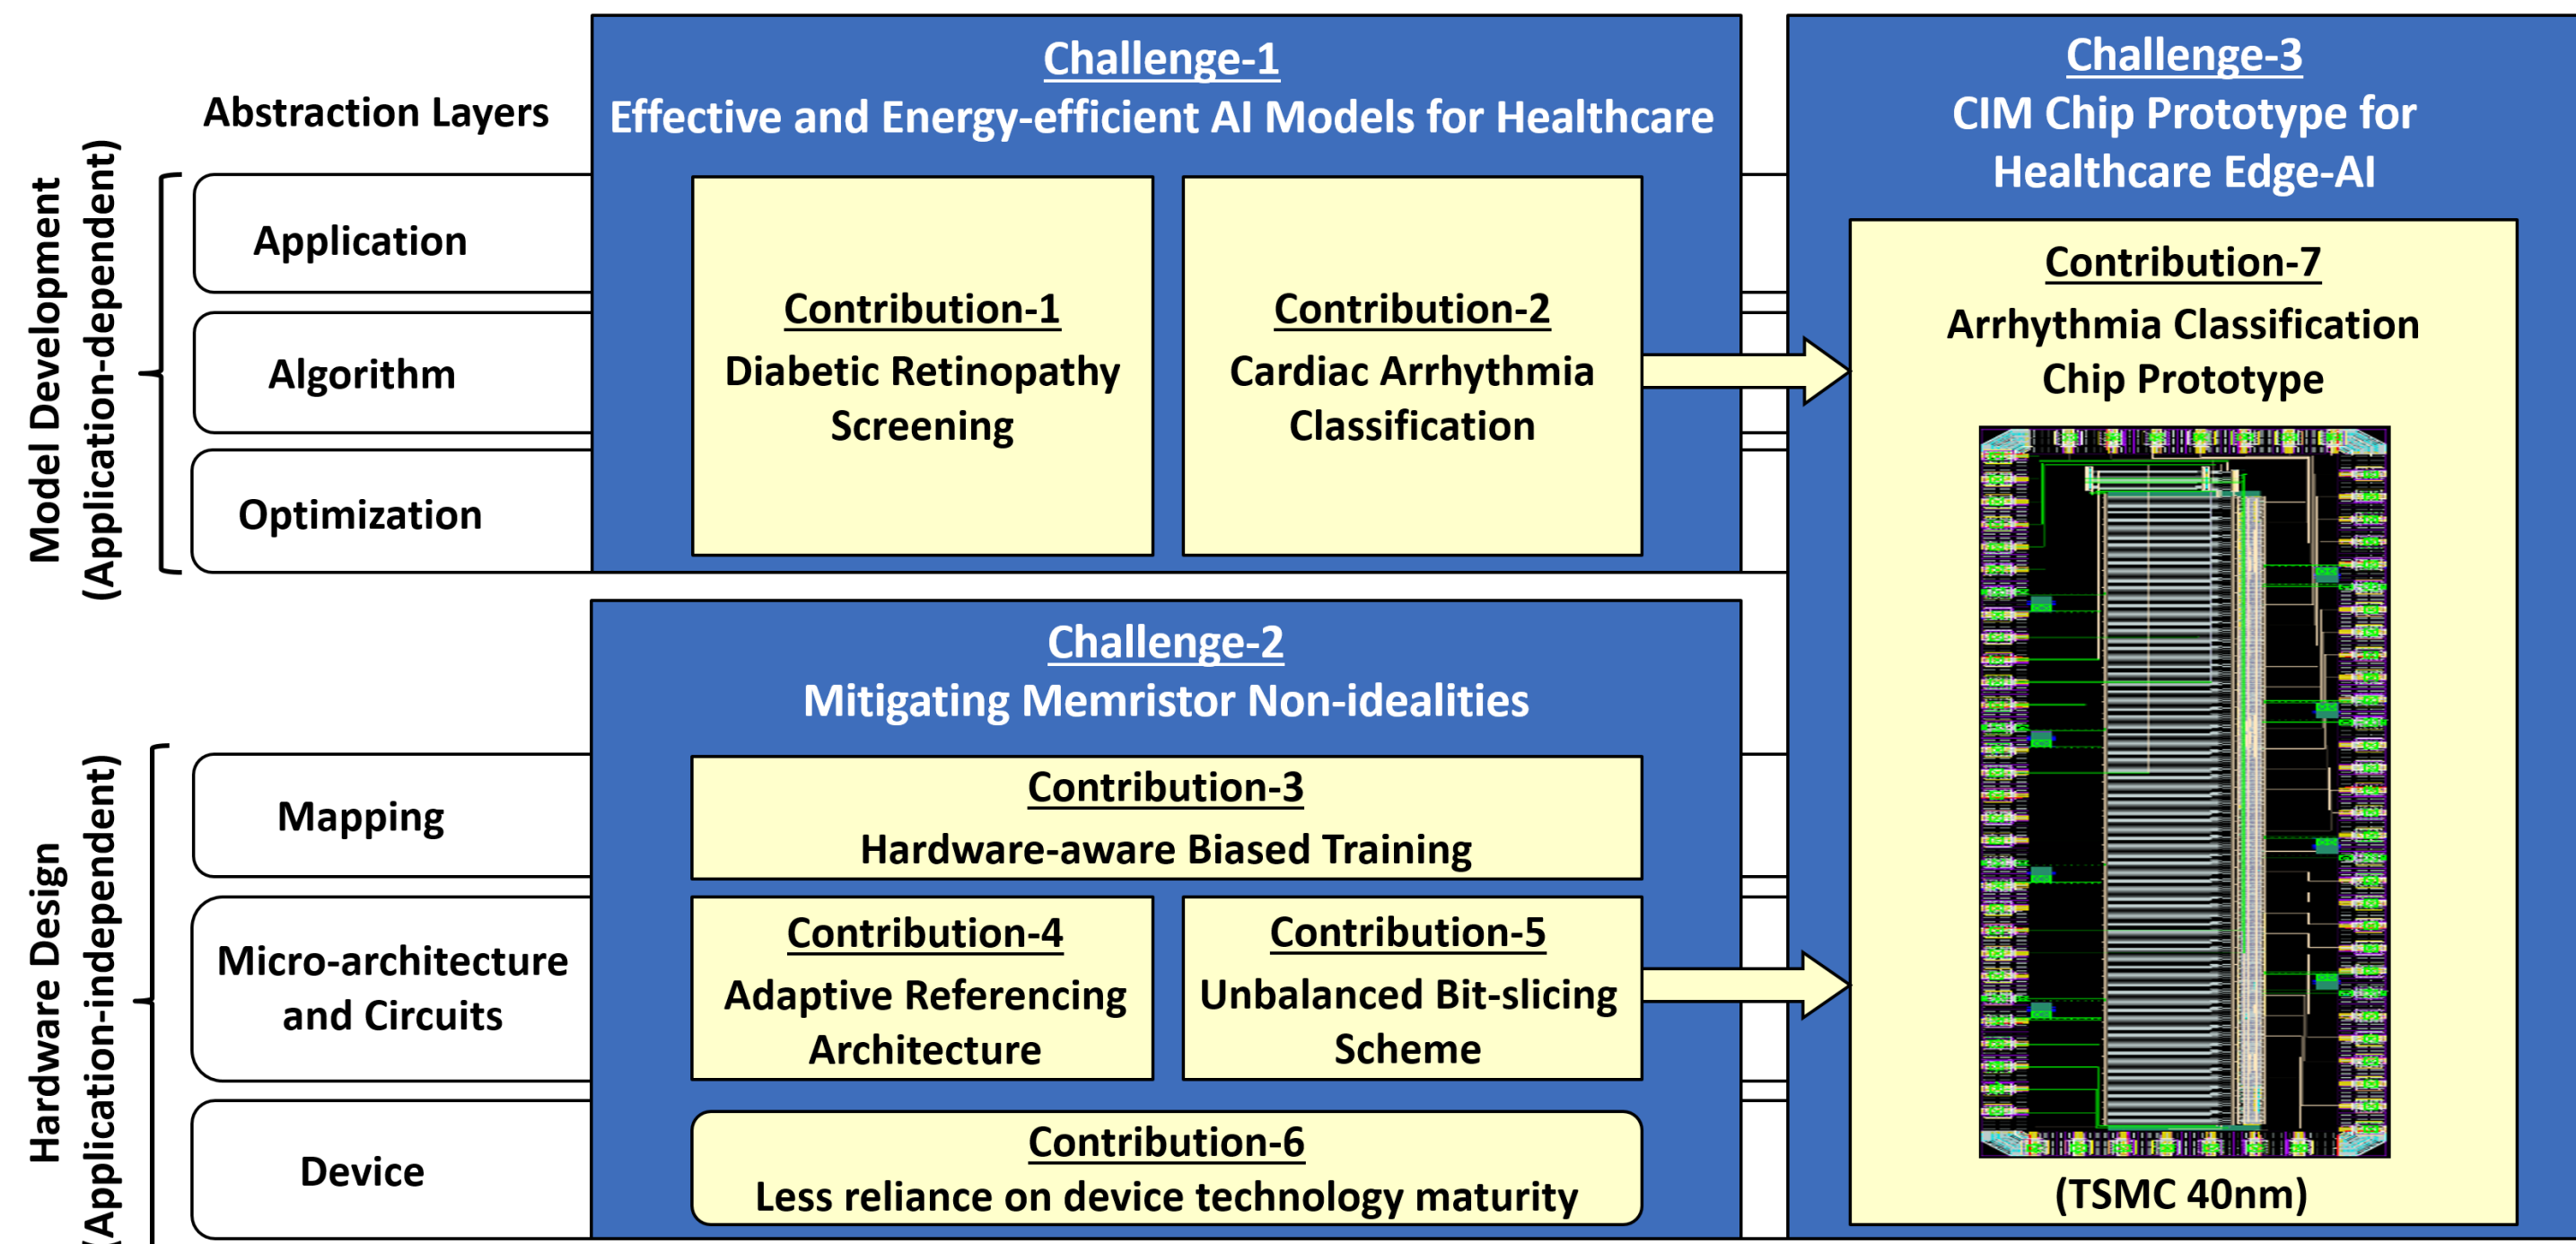 Abstraction Layers
Model Development
(Application-dependent)
Application
Algorithm
Optimization
Challenge-1
Effective and Energy-efficient AI Models for Healthcare
Contribution-1
Diabetic Retinopathy
Screening
Contribution-2
Cardiac Arrhythmia
Classification
Hardware Design
(Application-independent)
Mapping
Micro-architecture
and Circuits
Device
Challenge-2
Mitigating Memristor Non-idealities
Contribution-3
Hardware-aware Biased Training
Contribution-4
Adaptive Referencing
Architecture
Contribution-5
Unbalanced Bit-slicing
Scheme
Contribution-6
Less reliance on device technology maturity
Challenge-3
CIM Chip Prototype for
Healthcare Edge-AI
Contribution-7
Arrhythmia Classification
Chip Prototype
(TSMC 40nm)